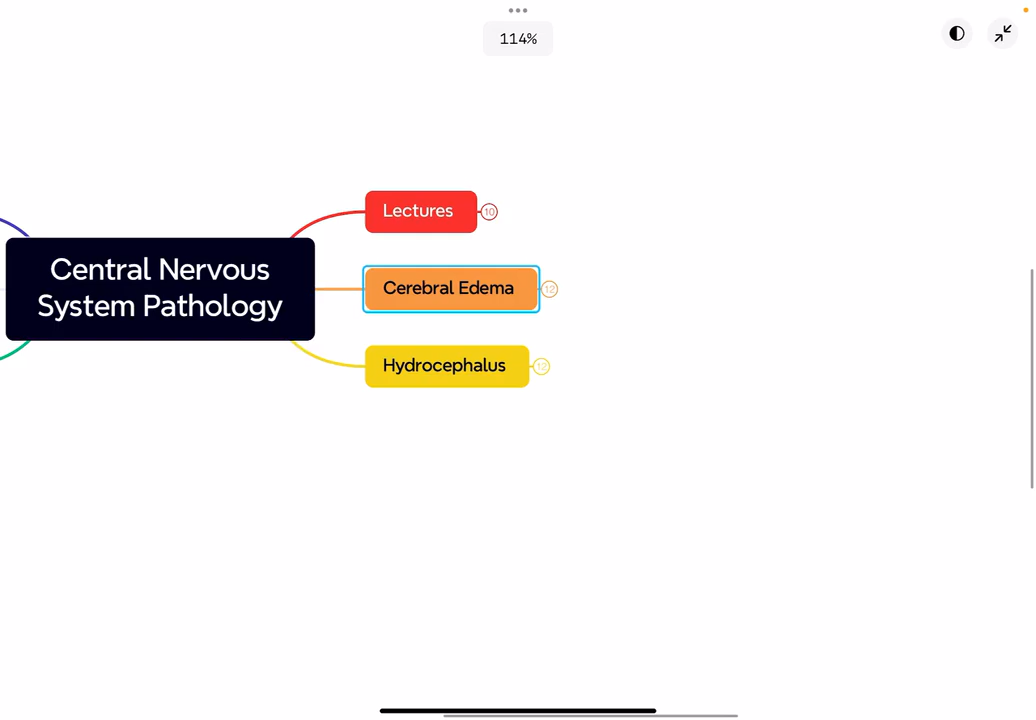 114%
Lectures
10
Central Nervous
System Pathology
Cerebral Edema
12
Hydrocephalus
12